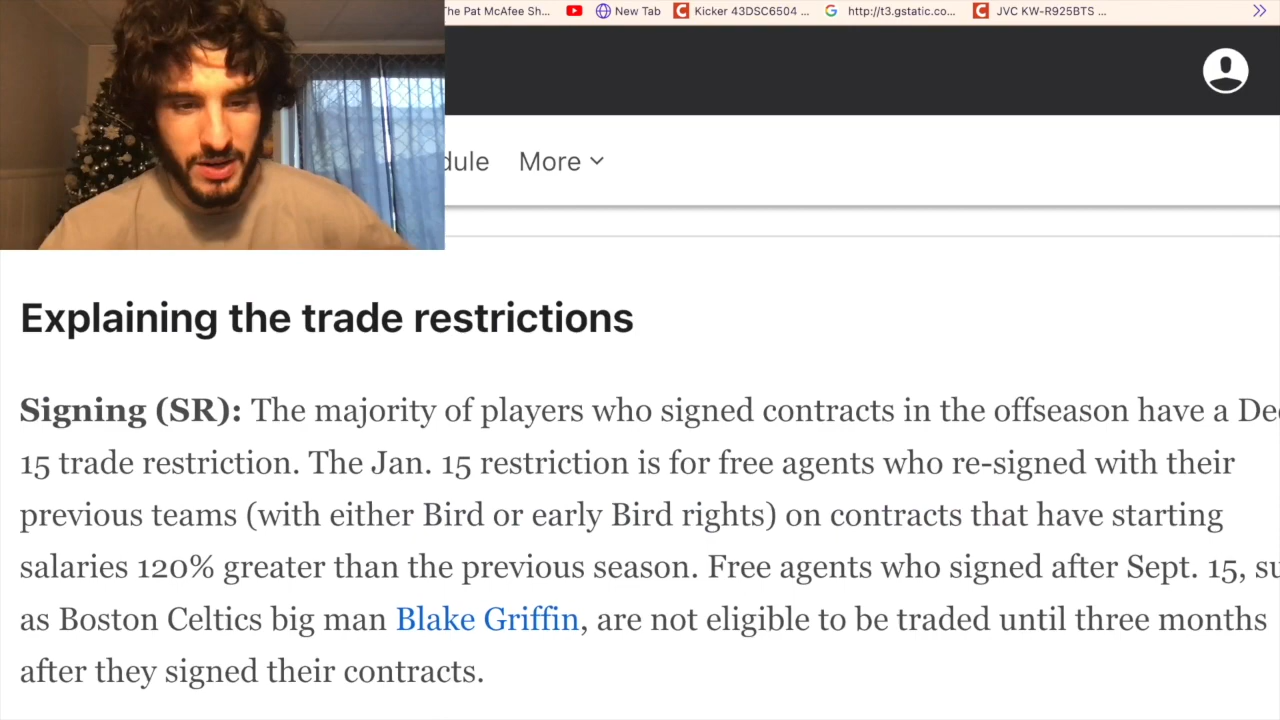 The Pat McAfee Sh... New Tab Kicker 43DSC6504 ... http://t3.gstatic.co... JVC KW-R925BTS ...
More
Explaining the trade restrictions
Signing (SR): The majority of players who signed contracts in the offseason have a
15 trade restriction. The Jan. 15 restriction is for free agents who re-signed with their
previous teams (with either Bird or early Bird rights) on contracts that have starting
salaries 120% greater than the previous season. Free agents who signed after Sept. 15,
as Boston Celtics big man Blake Griffin, are not eligible to be traded until three months
after they signed their contracts.